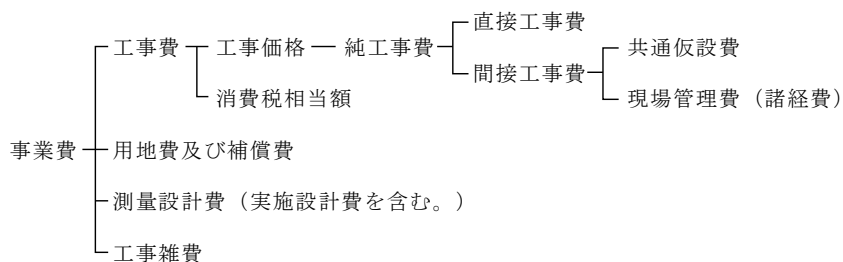 直接工事費
工事費 工事価格 純工事費 共通仮設費
間接工事費
消費税相当額 現場管理費（諸経費）
事業費 用地費及び補償費
測量設計費（実施設計費を含む。）
工事雑費